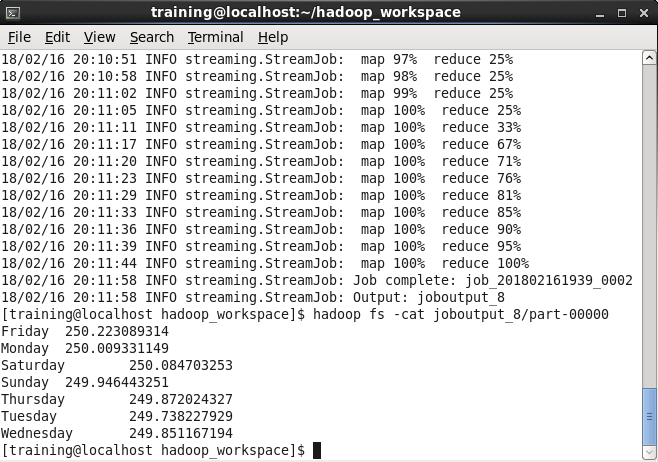 training@localhost:~/hadoop_workspace
File Edit View Search Terminal Help
18/02/16 20:10:51 INFO streaming.StreamJob:  map 97%  reduce 25%
18/02/16 20:10:58 INFO streaming.StreamJob:  map 98%  reduce 25%
18/02/16 20:11:02 INFO streaming.StreamJob:  map 99%  reduce 25%
18/02/16 20:11:05 INFO streaming.StreamJob:  map 100%  reduce 25%
18/02/16 20:11:11 INFO streaming.StreamJob:  map 100%  reduce 33%
18/02/16 20:11:17 INFO streaming.StreamJob:  map 100%  reduce 67%
18/02/16 20:11:20 INFO streaming.StreamJob:  map 100%  reduce 71%
18/02/16 20:11:23 INFO streaming.StreamJob:  map 100%  reduce 76%
18/02/16 20:11:29 INFO streaming.StreamJob:  map 100%  reduce 81%
18/02/16 20:11:33 INFO streaming.StreamJob:  map 100%  reduce 85%
18/02/16 20:11:36 INFO streaming.StreamJob:  map 100%  reduce 90%
18/02/16 20:11:39 INFO streaming.StreamJob:  map 100%  reduce 95%
18/02/16 20:11:44 INFO streaming.StreamJob:  map 100%  reduce 100%
18/02/16 20:11:58 INFO streaming.StreamJob: Job complete: job_201802161939_0002
18/02/16 20:11:58 INFO streaming.StreamJob: Output: joboutput_8
[training@localhost hadoop_workspace]$ hadoop fs -cat joboutput_8/part-00000
Friday  250.223089314
Monday  250.009331149
Saturday        250.084703253
Sunday  249.946443251
Thursday        249.872024327
Tuesday         249.738227929
Wednesday       249.851167194
[training@localhost hadoop_workspace]$